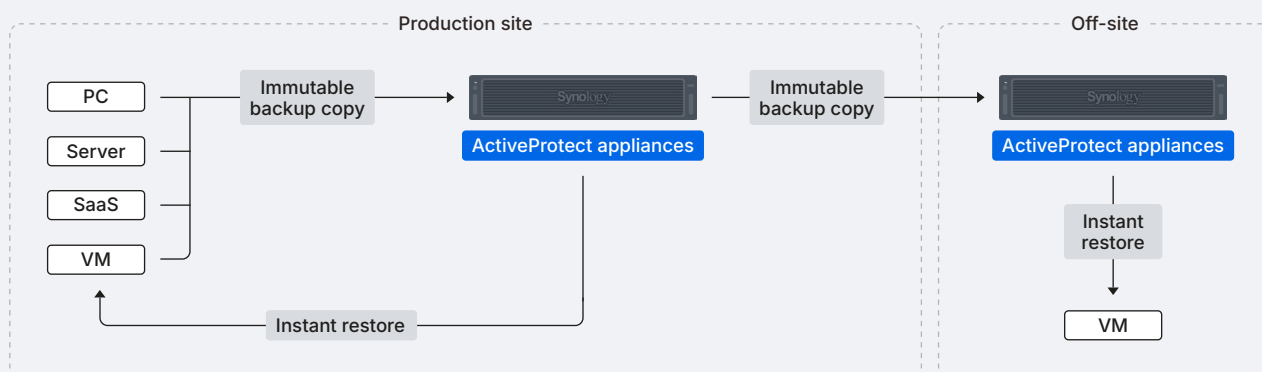 Production site
Off-site
PC
Server
SaaS
VM
Immutable
backup copy
Synology
ActiveProtect appliances
Immutable
backup copy
Synology
ActiveProtect appliances
Instant restore
Instant
restore
VM